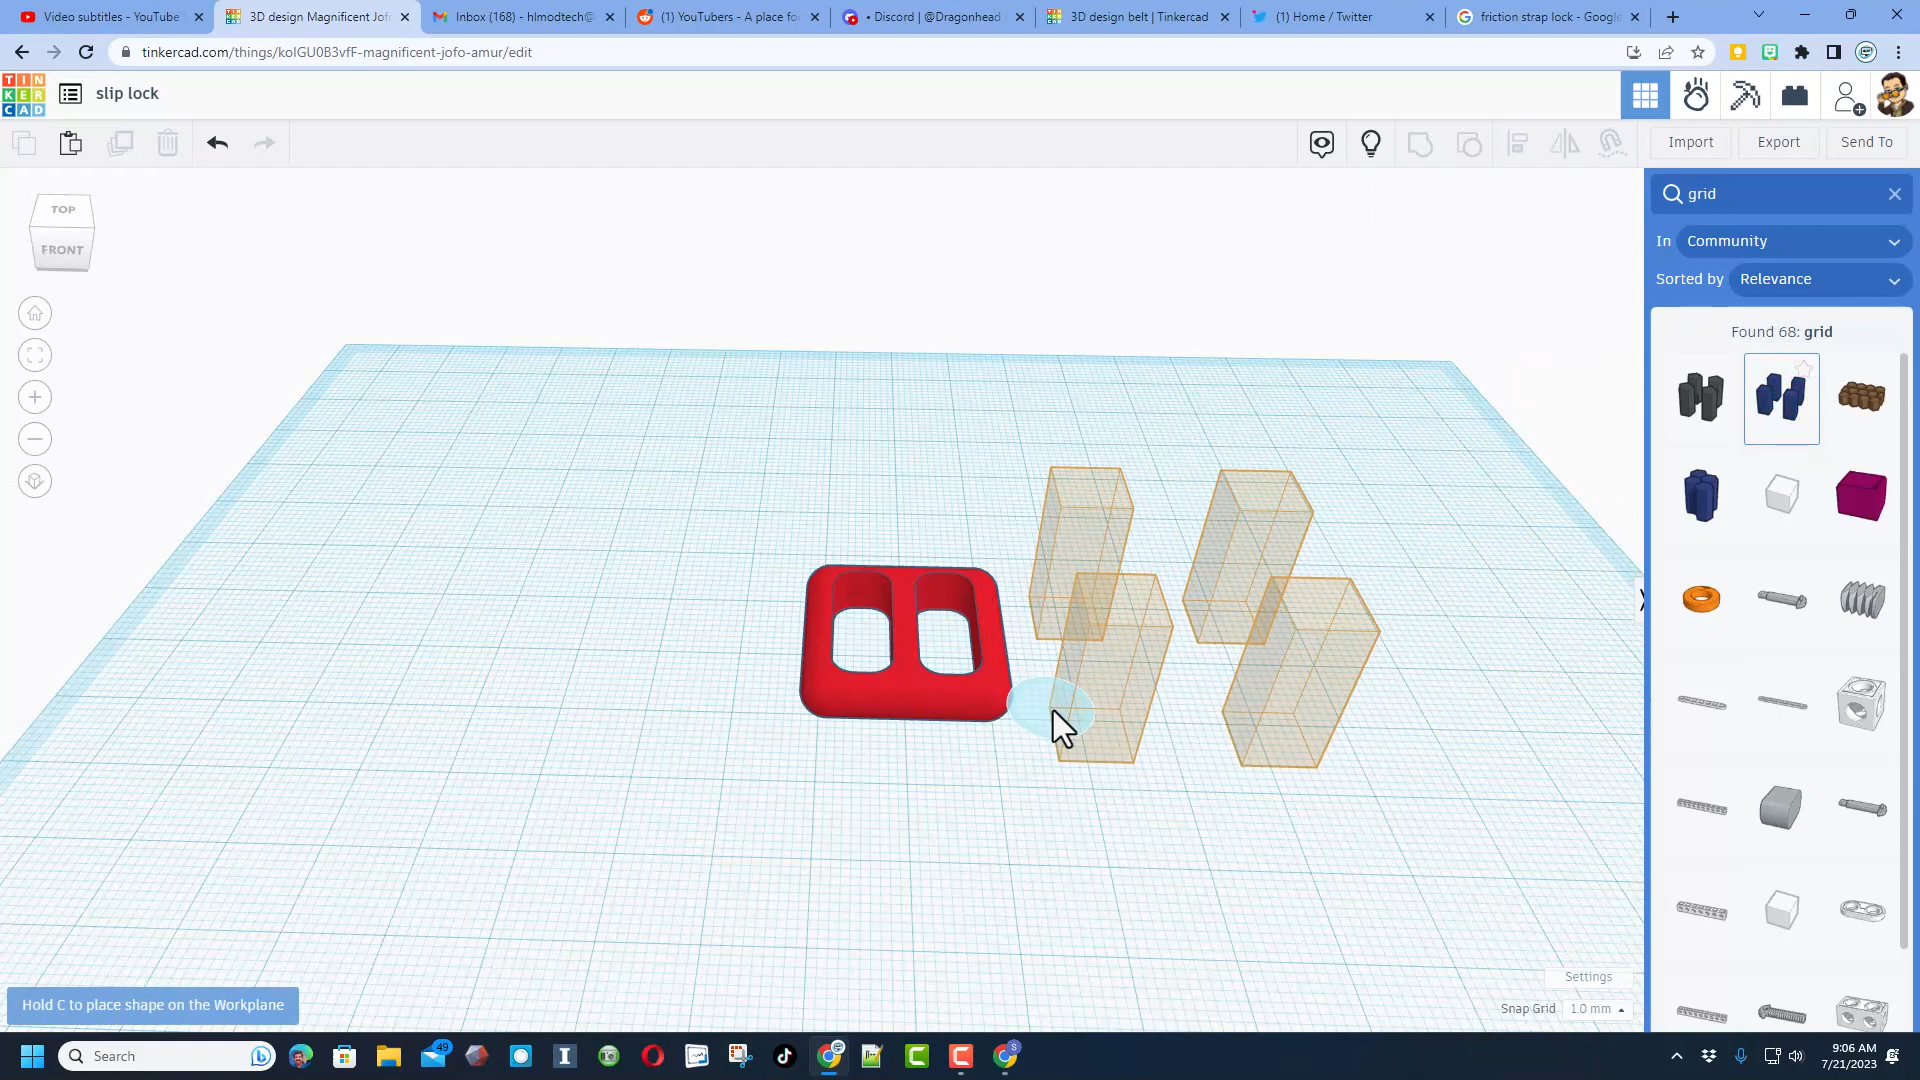 Video subtitles - YouTube
3D design Magnificent Jofo
Inbox (168) - hlmodtech@
(1) YouTubers - A place fo
• Discord | @Dragonhead
3D design belt | Tinkercad
(1) Home / Twitter
friction strap lock - Google
tinkercad.com/things/kolGU0B3vfF-magnificent-jofo-amur/edit
TIN
KER
CAD
slip lock
Import
Export
Send To
TOP
FRONT
grid
In
Community
Sorted by
Relevance
Found 68: grid
Settings
Snap Grid
1.0 mm
Hold C to place shape on the Workplane
Search
49
S
9:06 AM
7/21/2023